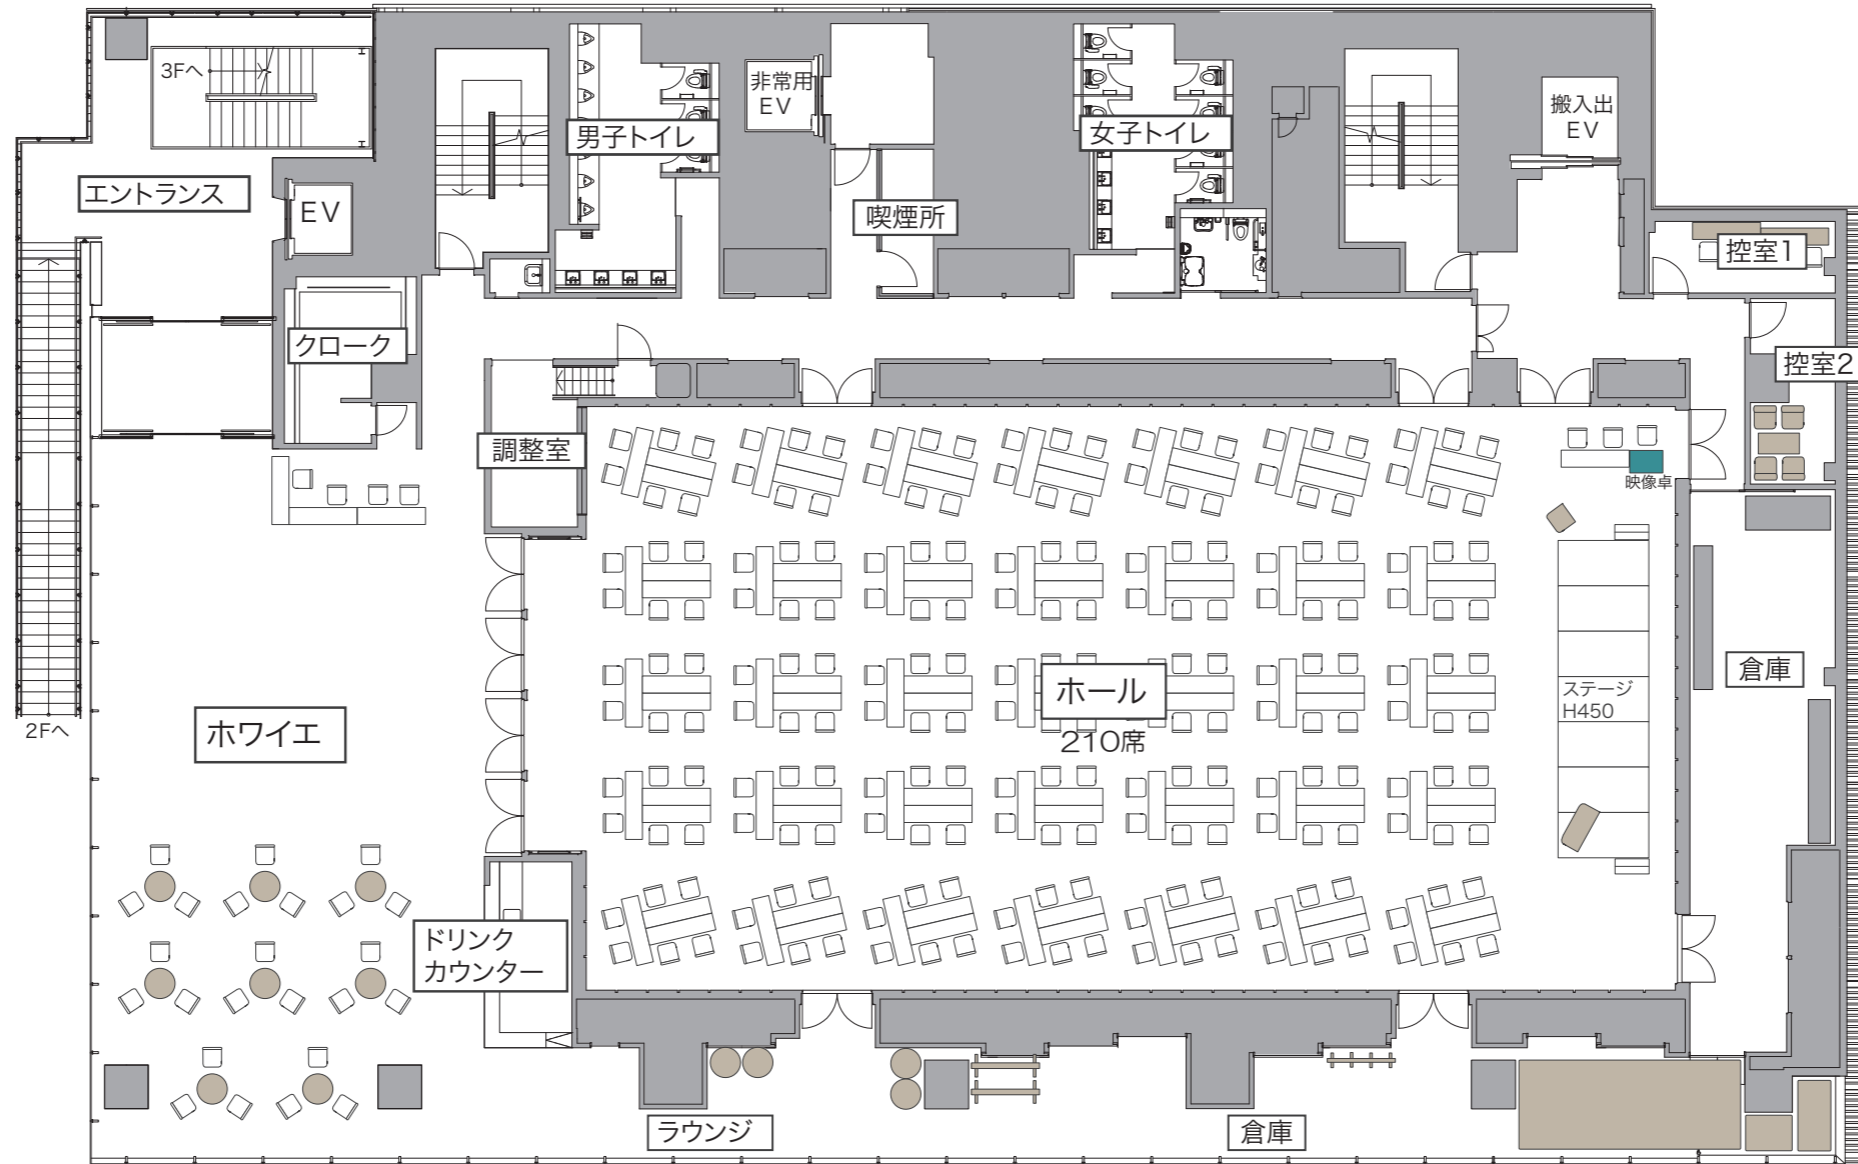 3Fへ
非常用
EV
搬入出
EV
男子トイレ
女子トイレ
エントランス
EV
喫煙所
控室1
クローク
控室2
調整室
映像卓
ホール
210席
ステージ
H450
倉庫
2Fへ
ホワイエ
ドリンク
カウンター
ラウンジ
倉庫